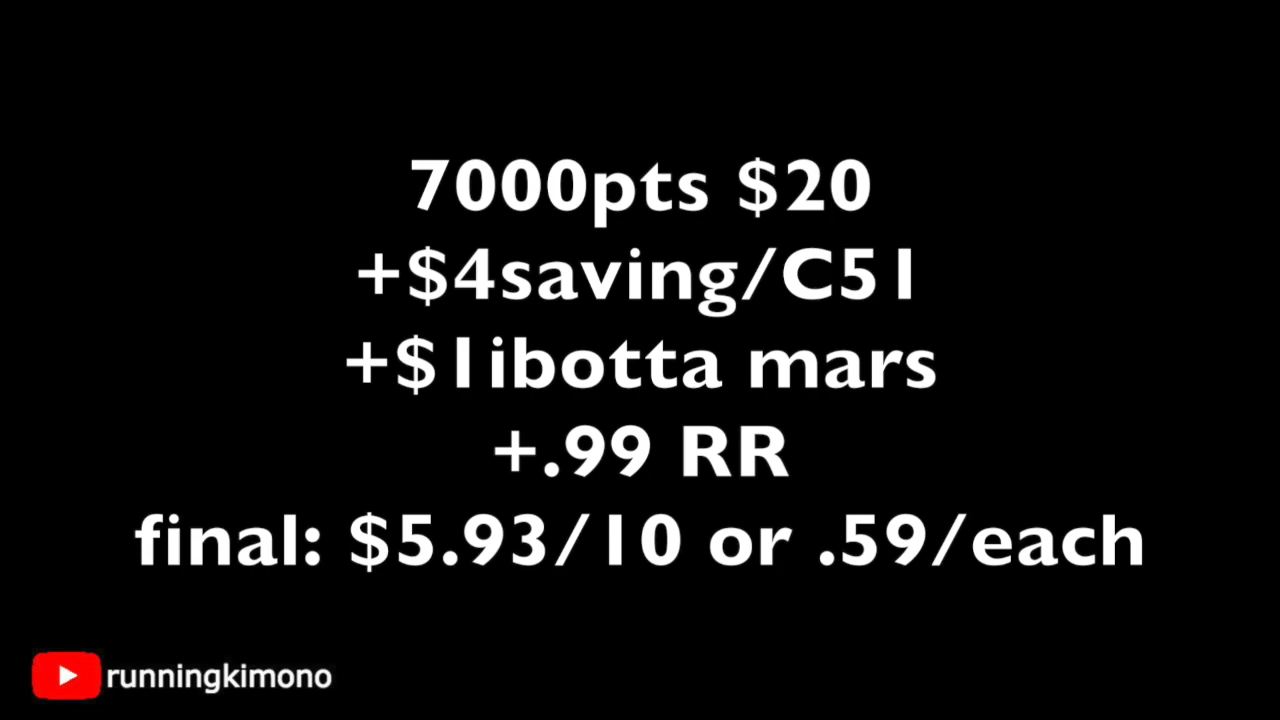 7000pts $20
+$4saving/C51
+$1ibotta mars
+.99 RR
final: $5.93/10 or .59/each
runningkimono